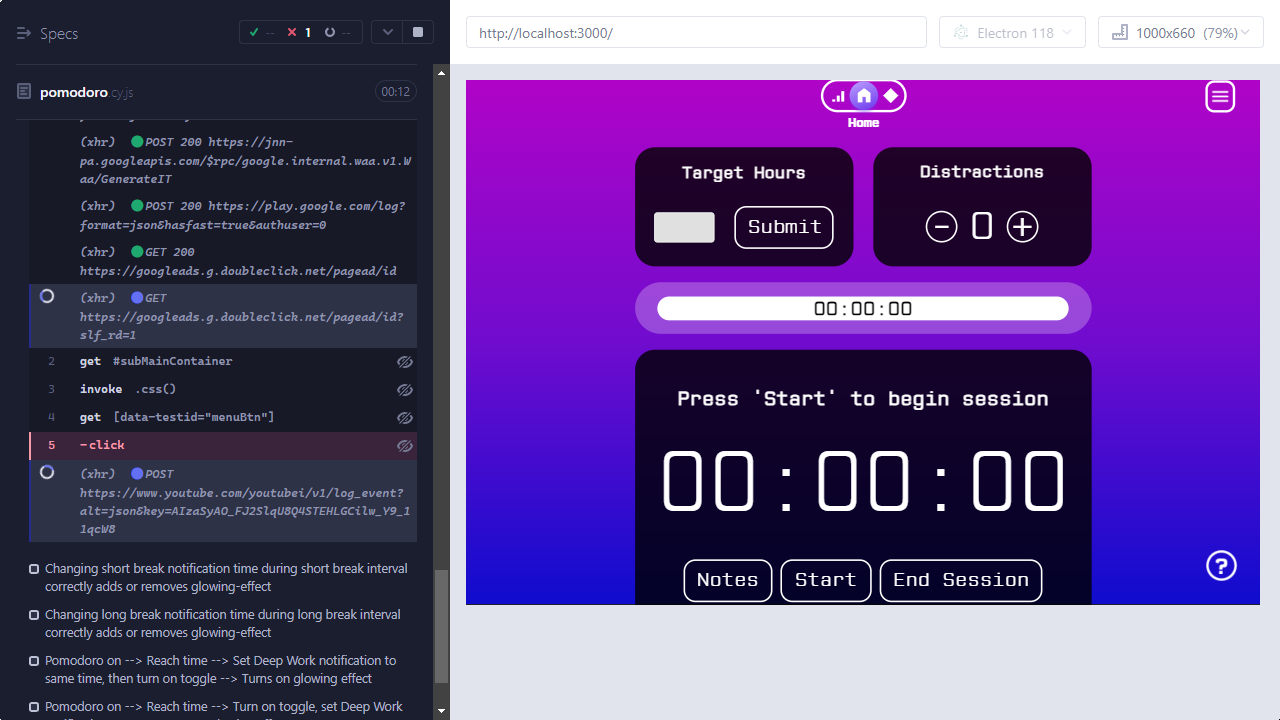 Specs
--
1
--
pomodoro.cy.js
00:12
(xhr) POST 200 https://jnn-
pa.googleapis.com/$rpc/google.internal.waa.v1.W
aa/GenerateIT
(xhr) POST 200 https://play.google.com/log?
format=json&hasfast=true&authuser=0
(xhr) GET 200
https://googleads.g.doubleclick.net/pagead/id
(xhr) GET
https://googleads.g.doubleclick.net/pagead/id?
slf_rd=1
2 get #subMainContainer
3 invoke .css()
4 get [data-testid="menuBtn"]
5 -click
(xhr) POST
https://www.youtube.com/youtubei/v1/log_event?
alt=json&key=AIzaSyAO_FJ2SlqU8Q4STEHLGCilw_Y9_1
1qcW8
Changing short break notification time during short break interval
correctly adds or removes glowing-effect
Changing long break notification time during long break interval
correctly adds or removes glowing-effect
Pomodoro on --> Reach time --> Set Deep Work notification to
same time, then turn on toggle --> Turns on glowing effect
Pomodoro on --> Reach time --> Turn on toggle, set Deep Work
http://localhost:3000/
Electron 118
1000x660 (79%)
Home
Target Hours
Submit
Distractions
0
00:00:00
Press 'Start' to begin session
00:00:00
Notes
Start
End Session
?